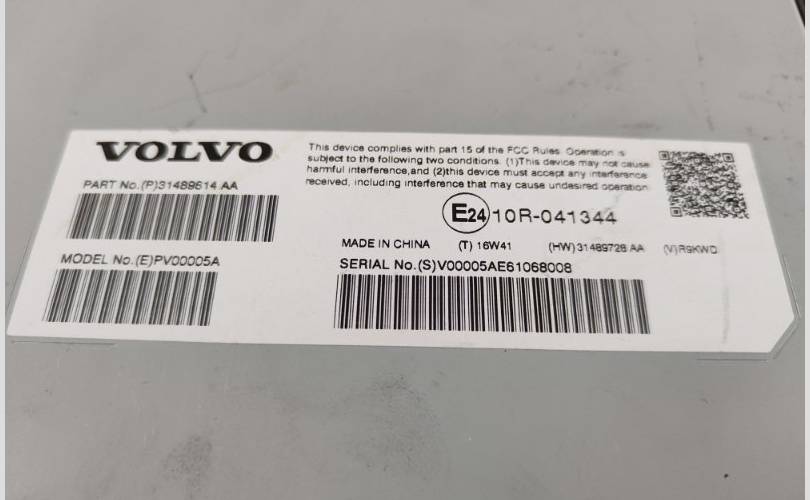 VOLVO
PART No.(P)31489614 AA
MODEL No.(E)PV00005A
This device complies with part 15 of the FCC Rules. Operation is
subject to the following two conditions. (1)This device may not cause
harmful interference,and (2)this device must accept any interference
received, including interference that may cause undesired operation
E24 10R-041344
MADE IN CHINA (T) 16W41 (HW)31489728 AA (V)R9KWD
SERIAL No.(S)V00005AE61068008